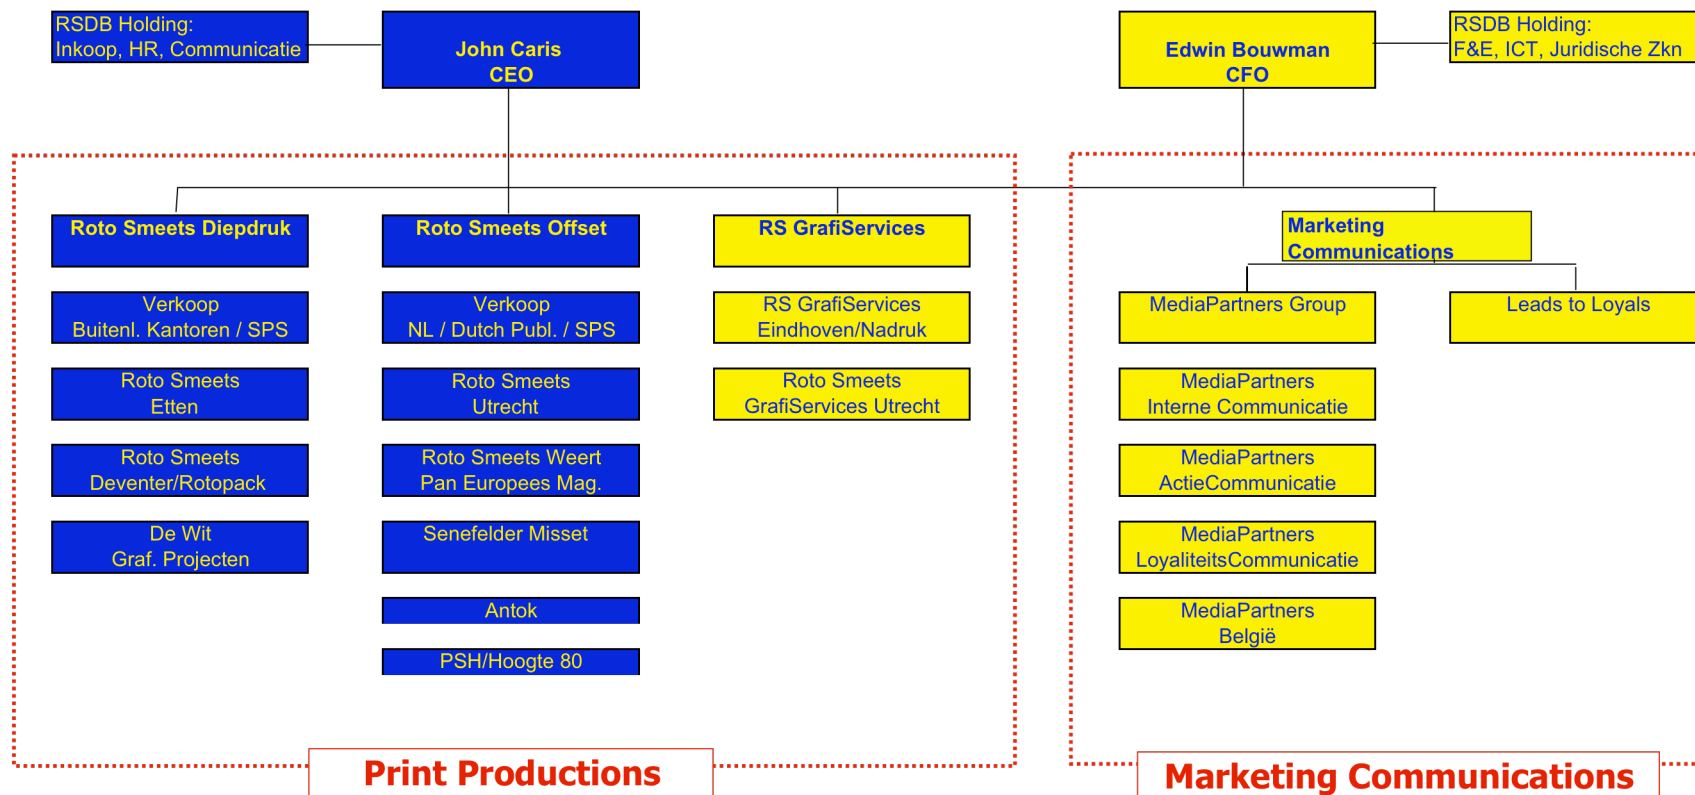 RSDB Holding:
Inkoop, HR, Communicatie
John Caris
CEO
Edwin Bouwman
CFO
RSDB Holding:
F&E, ICT, Juridische Zkn
Roto Smeets Diepdruk
Verkoop
Buitenl. Kantoren / SPS
Roto Smeets
Etten
Roto Smeets
Deventer/Rotopack
De Wit
Graf. Projecten
Roto Smeets Offset
Verkoop
NL / Dutch Publ. / SPS
Roto Smeets
Utrecht
Roto Smeets Weert
Pan Europees Mag.
Senefelder Misset
Antok
PSH/Hoogte 80
RS GrafiServices
RS GrafiServices
Eindhoven/Nadruk
Roto Smeets
GrafiServices Utrecht
Print Productions
Marketing
Communications
MediaPartners Group
MediaPartners
Interne Communicatie
MediaPartners
ActieCommunicatie
MediaPartners
LoyaliteitsCommunicatie
MediaPartners
België
Leads to Loyals
Marketing Communications